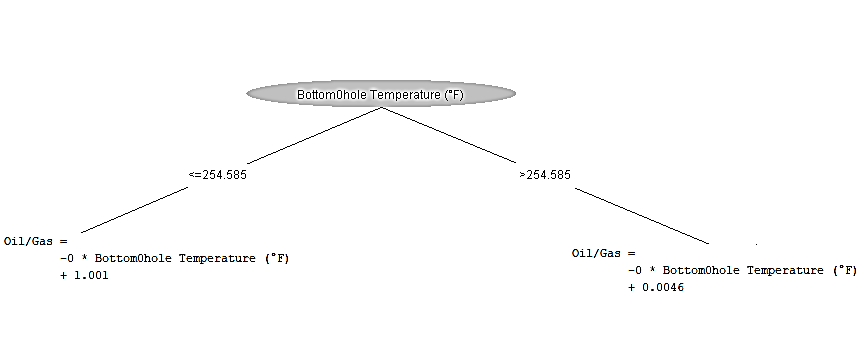 Bottom0hole Temperature (°F)
<=254.585
>254.585
Oil/Gas =
-0 * Bottom0hole Temperature (°F)
+ 1.001
Oil/Gas =
-0 * Bottom0hole Temperature (°F)
+ 0.0046